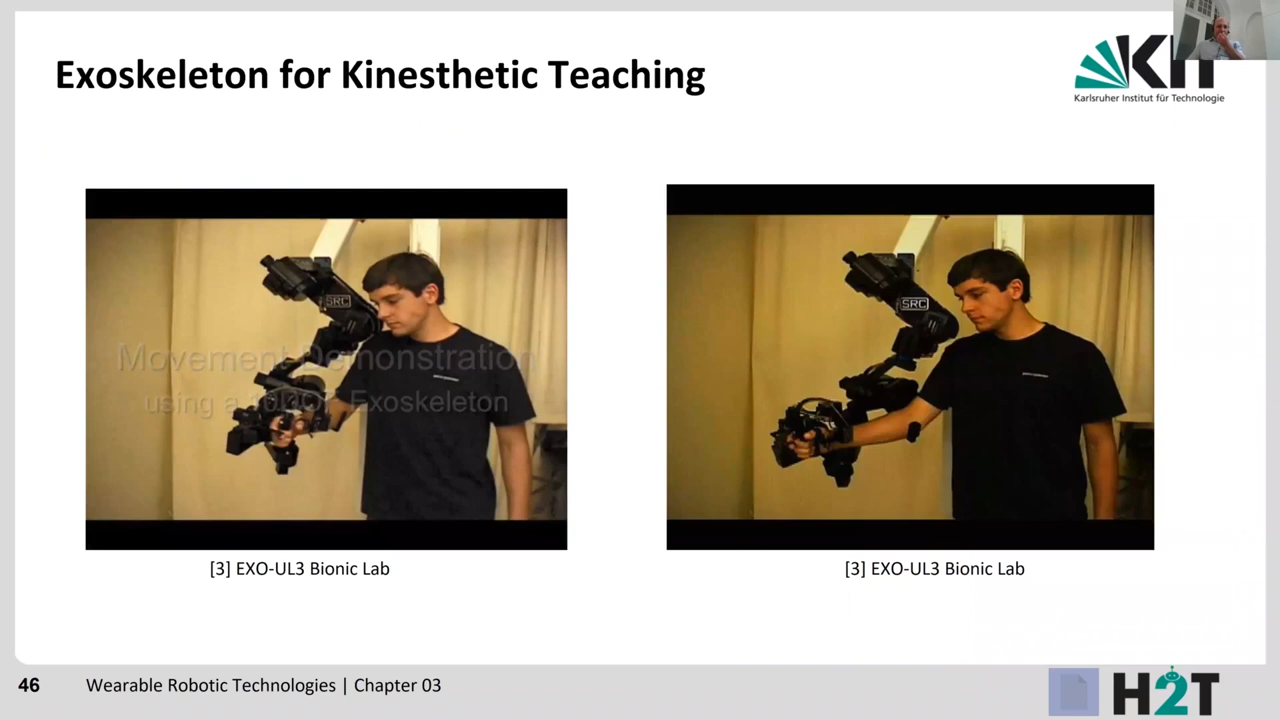 Exoskeleton for Kinesthetic Teaching
KIT
Karlsruher Institut für Technologie
SRC
Movement Demonstration
using a Exoskeleton
SRC
[3] EXO-UL3 Bionic Lab
[3] EXO-UL3 Bionic Lab
46
Wearable Robotic Technologies | Chapter 03
H2T